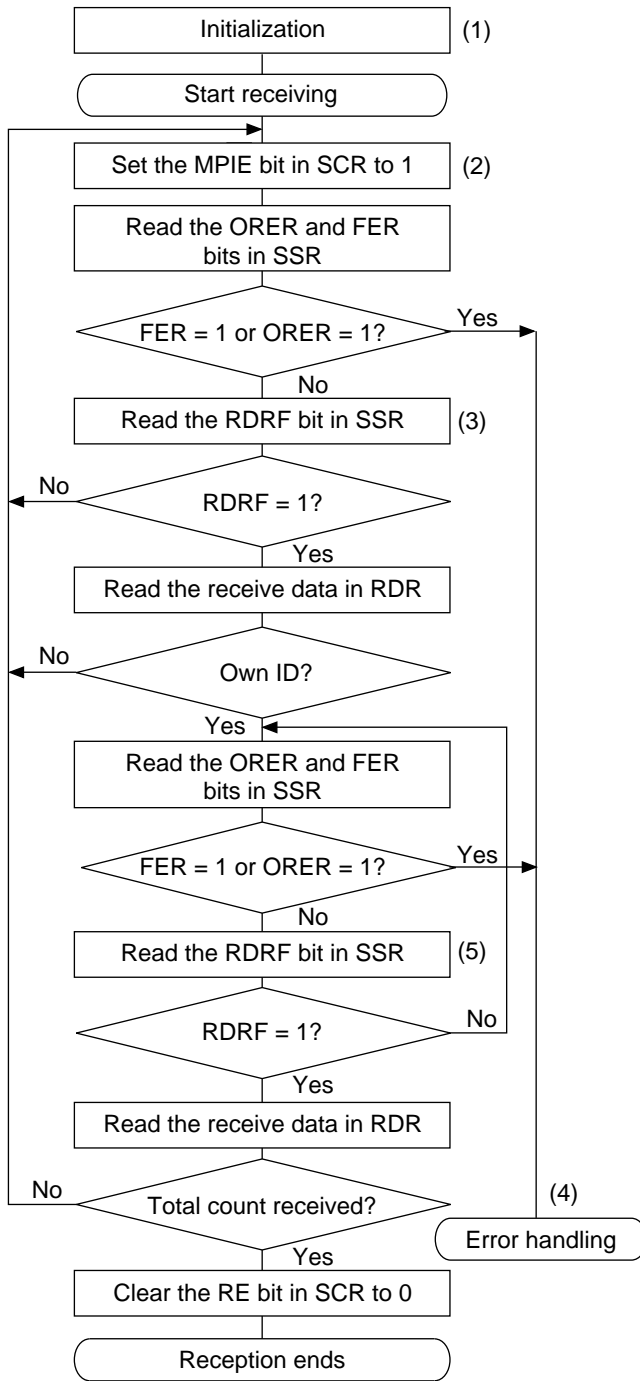 Initialization
(1)
Start receiving
Set the MPIE bit in SCR to 1
(2)
Read the ORER and FER
bits in SSR
FER = 1 or ORER = 1?
Yes
No
Read the RDRF bit in SSR
(3)
No
RDRF = 1?
Yes
Read the receive data in RDR
No
Own ID?
Yes
Read the ORER and FER
bits in SSR
FER = 1 or ORER = 1?
Yes
No
Read the RDRF bit in SSR
(5)
RDRF = 1?
No
Yes
Read the receive data in RDR
No
Total count received?
(4)
Error handling
Yes
Clear the RE bit in SCR to 0
Reception ends